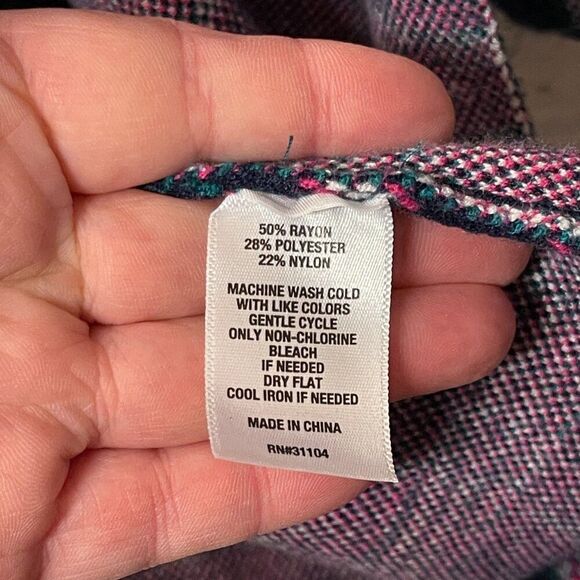 50% RAYON
28% POLYESTER
22% NYLON
MACHINE WASH COLD
WITH LIKE COLORS
GENTLE CYCLE
ONLY NON-CHLORINE
BLEACH
IF NEEDED
DRY FLAT
COOL IRON IF NEEDED
MADE IN CHINA
RN#31104